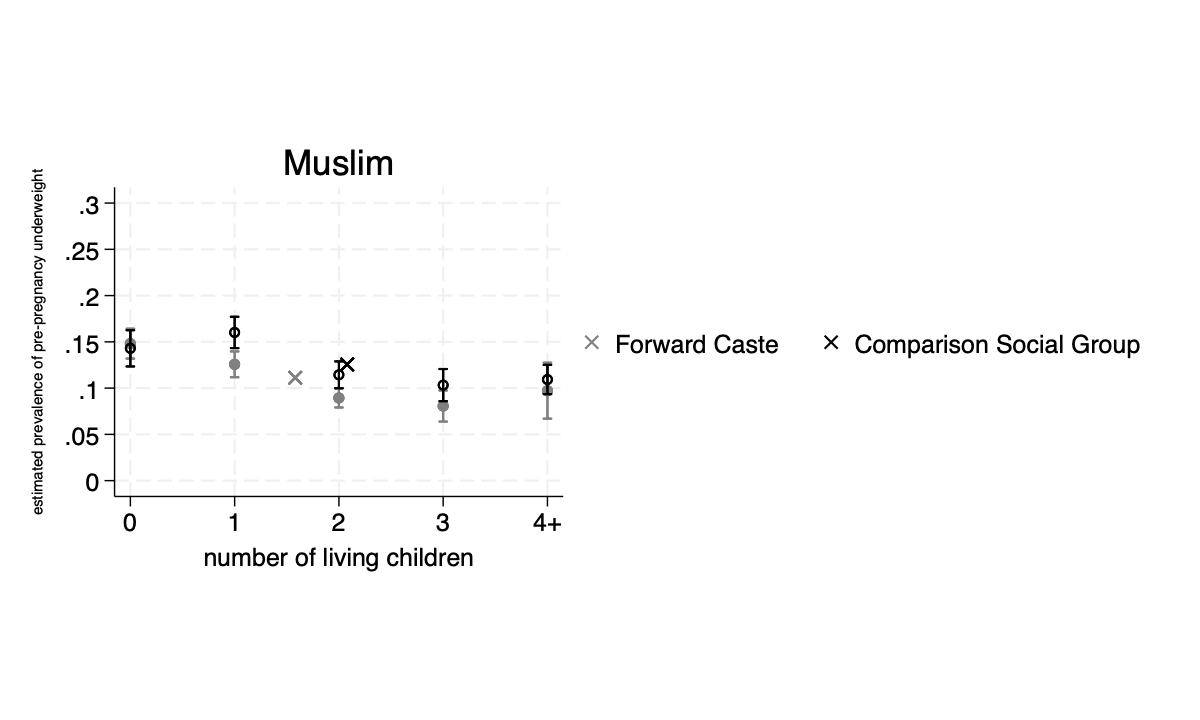 Muslim
estimated prevalence of pre-pregnancy underweight
.3
.25
.2
.15
.1
.05
0
0 1 2 3 4+
number of living children
Forward Caste
Comparison Social Group